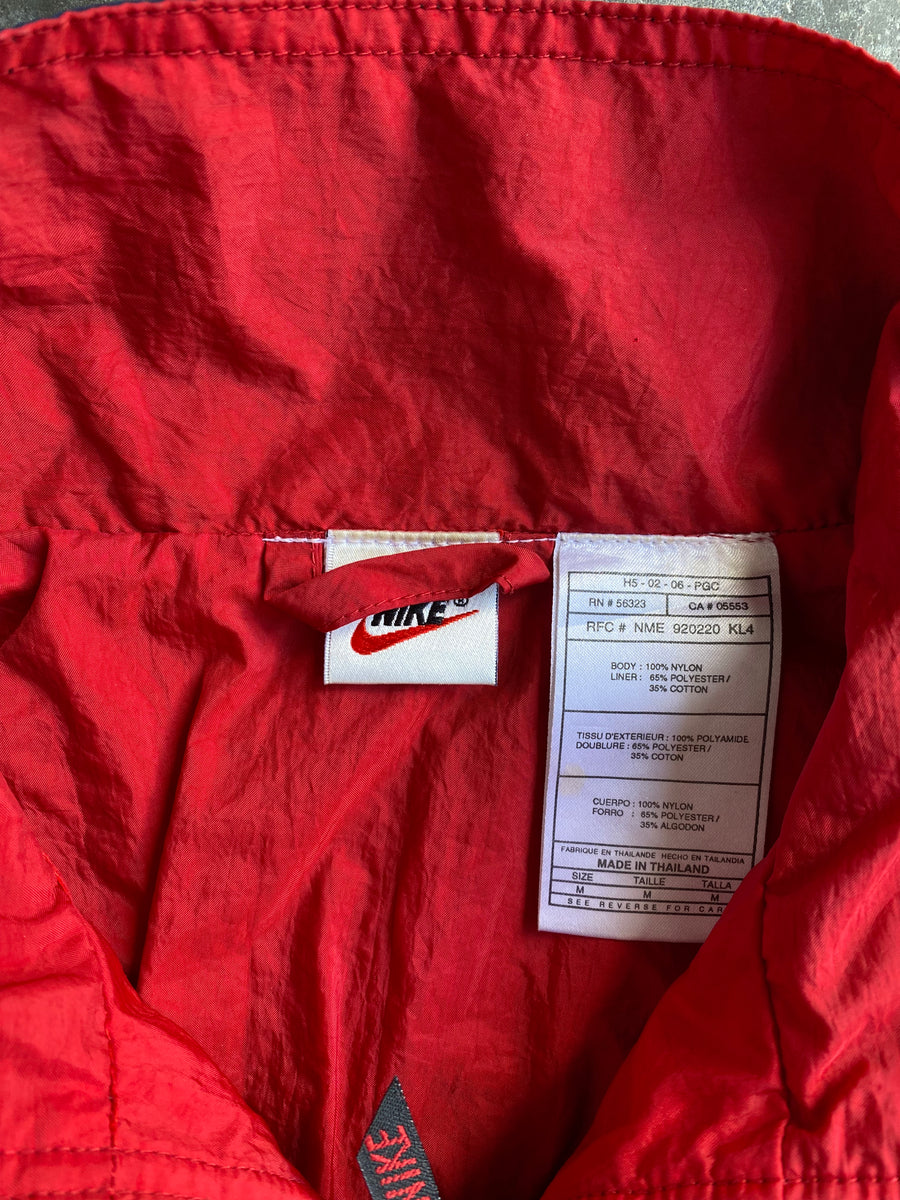 NIKE®
H5 - 02 - 06 - PGC
RN # 56323 CA # 05553
RFC # NME 920220 KL4
BODY : 100% NYLON
LINER : 65% POLYESTER /
35% COTTON
TISSU D'EXTERIEUR : 100% POLYAMIDE
DOUBLURE : 65% POLYESTER /
35% COTON
CUERPO : 100% NYLON
FORRO : 65% POLYESTER /
35% ALGODON
FABRIQUE EN THAILANDE HECHO EN TAILANDIA
MADE IN THAILAND
SIZE TAILLE TALLA
M M M
SEE REVERSE FOR CAR
NIKE